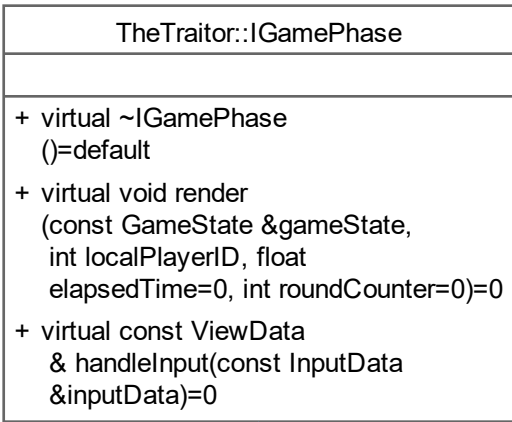 TheTraitor::IGamePhase
+ virtual ~IGamePhase
()=default
+ virtual void render
(const GameState &gameState,
int localPlayerID, float
elapsedTime=0, int roundCounter=0)=0
+ virtual const ViewData
& handleInput(const InputData
&inputData)=0